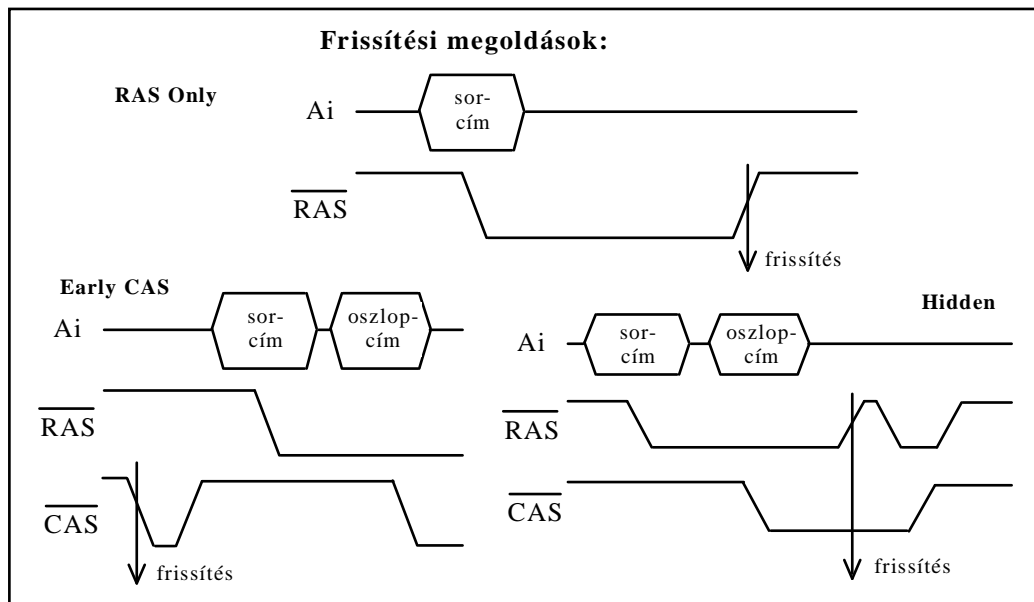 Frissítési megoldások:
RAS Only
Ai
sor-
cím
RAS
frissítés
Early CAS
Ai
sor-
cím
oszlop-
cím
RAS
CAS
frissítés
Hidden
Ai
sor-
cím
oszlop-
cím
RAS
CAS
frissítés